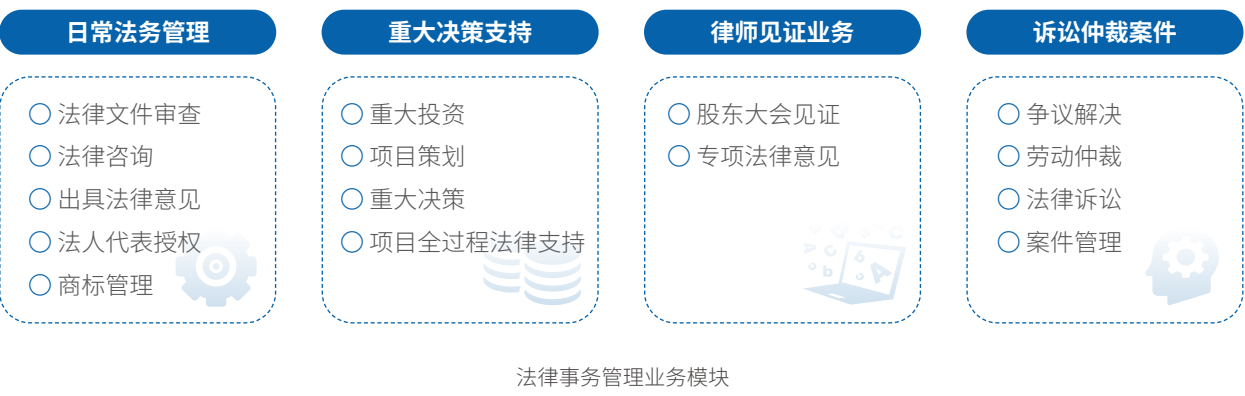 日常法务管理
法律文件审查
法律咨询
出具法律意见
法人代表授权
商标管理
重大决策支持
重大投资
项目策划
重大决策
项目全过程法律支持
律师见证业务
股东大会见证
专项法律意见
诉讼仲裁案件
争议解决
劳动仲裁
法律诉讼
案件管理
法律事务管理业务模块